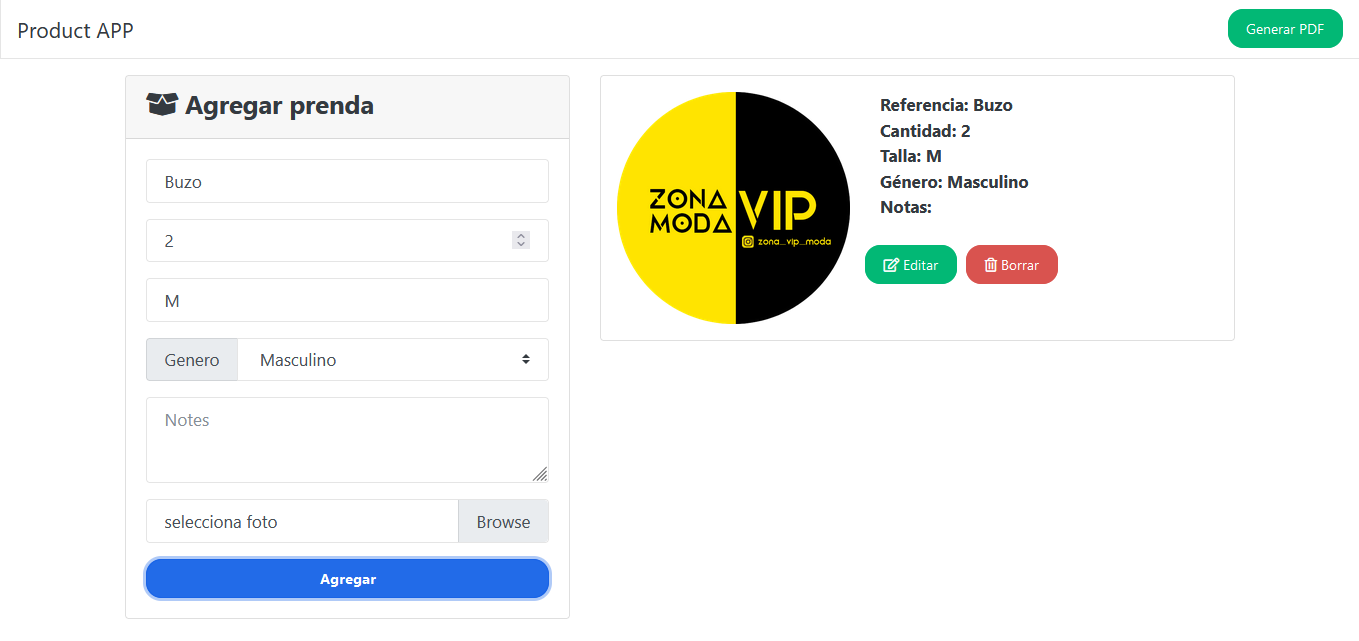 Product APP
Generar PDF
Agregar prenda
Buzo
2
M
Genero
Masculino
Notes
selecciona foto
Browse
Agregar
ZONA
MODA
VIP
zona_vip_moda
Referencia: Buzo
Cantidad: 2
Talla: M
Género: Masculino
Notas:
Editar
Borrar